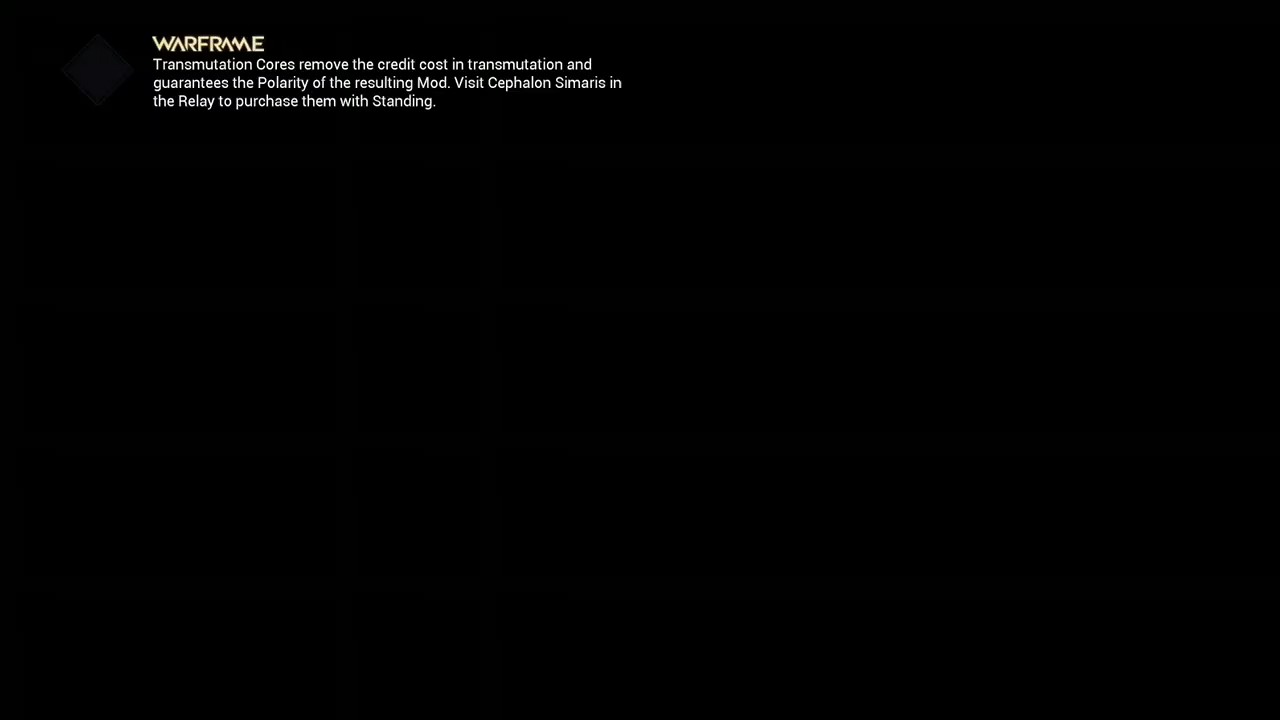 WARFRAME
Transmutation Cores remove the credit cost in transmutation and
guarantees the Polarity of the resulting Mod. Visit Cephalon Simaris in
the Relay to purchase them with Standing.